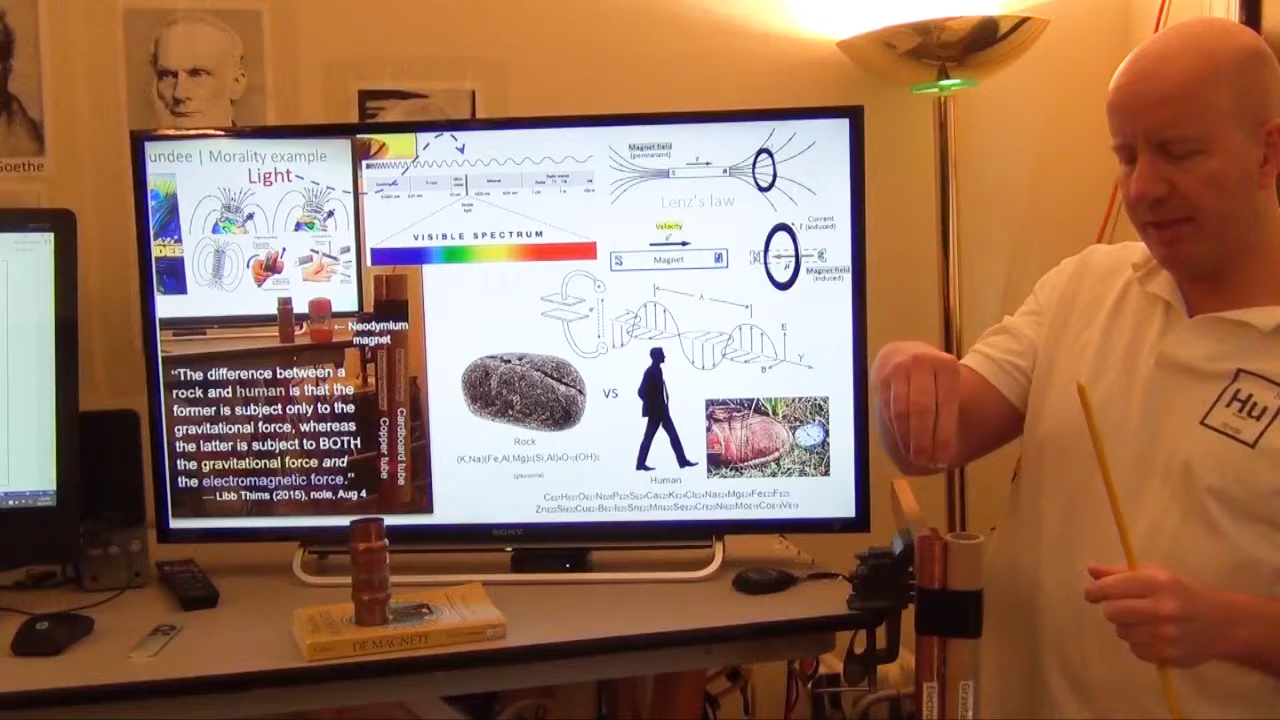 Goethe
undee | Morality example
Light
VISIBLE SPECTRUM
← Neodymium
magnet
Cardboard tube
Copper tube
"The difference between a
rock and human is that the
former is subject only to the
gravitational force, whereas
the latter is subject to BOTH
the gravitational force and
the electromagnetic force."
— Libb Thims (2015), note, Aug 4
Magnet field
(permanent)
Lenz's law
Velocity
S Magnet N
Current
I (induced)
Magnet field
(induced)
λ
E
Y
Rock
VS
Human
SONY
DE MAGNETE
Hu
Electro
Gravita